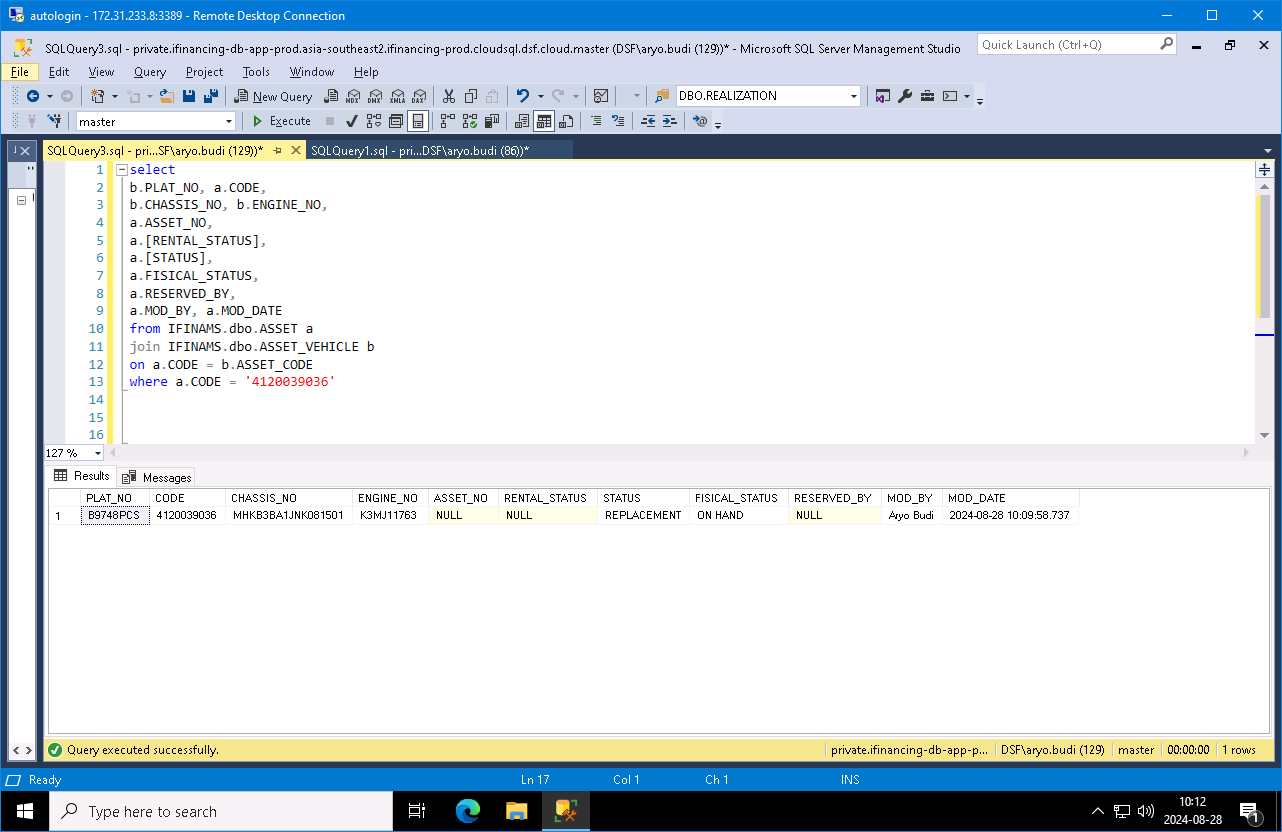 autologin - 172.31.233.8:3389 - Remote Desktop Connection
SQLQuery3.sql - private.ifinancing-db-app-prod.asia-southeast2.ifinancing-prod.cloudsql.dsf.cloud.master (DSF\aryo.budi (129))* - Microsoft SQL Server Management Studio
Quick Launch (Ctrl+Q)
File Edit View Query Project Tools Window Help
New Query MDX DMX XMLA DAX DBO.REALIZATION
master Execute
SQLQuery3.sql - pri...SF\aryo.budi (129))* SQLQuery1.sql - pri...DSF\aryo.budi (86))*
1 select
2 b.PLAT_NO, a.CODE,
3 b.CHASSIS_NO, b.ENGINE_NO,
4 a.ASSET_NO,
5 a.[RENTAL_STATUS],
6 a.[STATUS],
7 a.FISICAL_STATUS,
8 a.RESERVED_BY,
9 a.MOD_BY, a.MOD_DATE
10 from IFINAMS.dbo.ASSET a
11 join IFINAMS.dbo.ASSET_VEHICLE b
12 on a.CODE = b.ASSET_CODE
13 where a.CODE = '4120039036'
14
15
16
127 %
Results Messages
PLAT_NO CODE CHASSIS_NO ENGINE_NO ASSET_NO RENTAL_STATUS STATUS FISICAL_STATUS RESERVED_BY MOD_BY MOD_DATE
1 B9748PCS 4120039036 MHKB3BA1JNK081501 K3MJ11763 NULL NULL REPLACEMENT ON HAND NULL Aryo Budi 2024-08-28 10:09:58.737
Query executed successfully. private.ifinancing-db-app-p... DSF\aryo.budi (129) master 00:00:00 1 rows
Ready Ln 17 Col 1 Ch 1 INS
Type here to search
10:12
2024-08-28
1